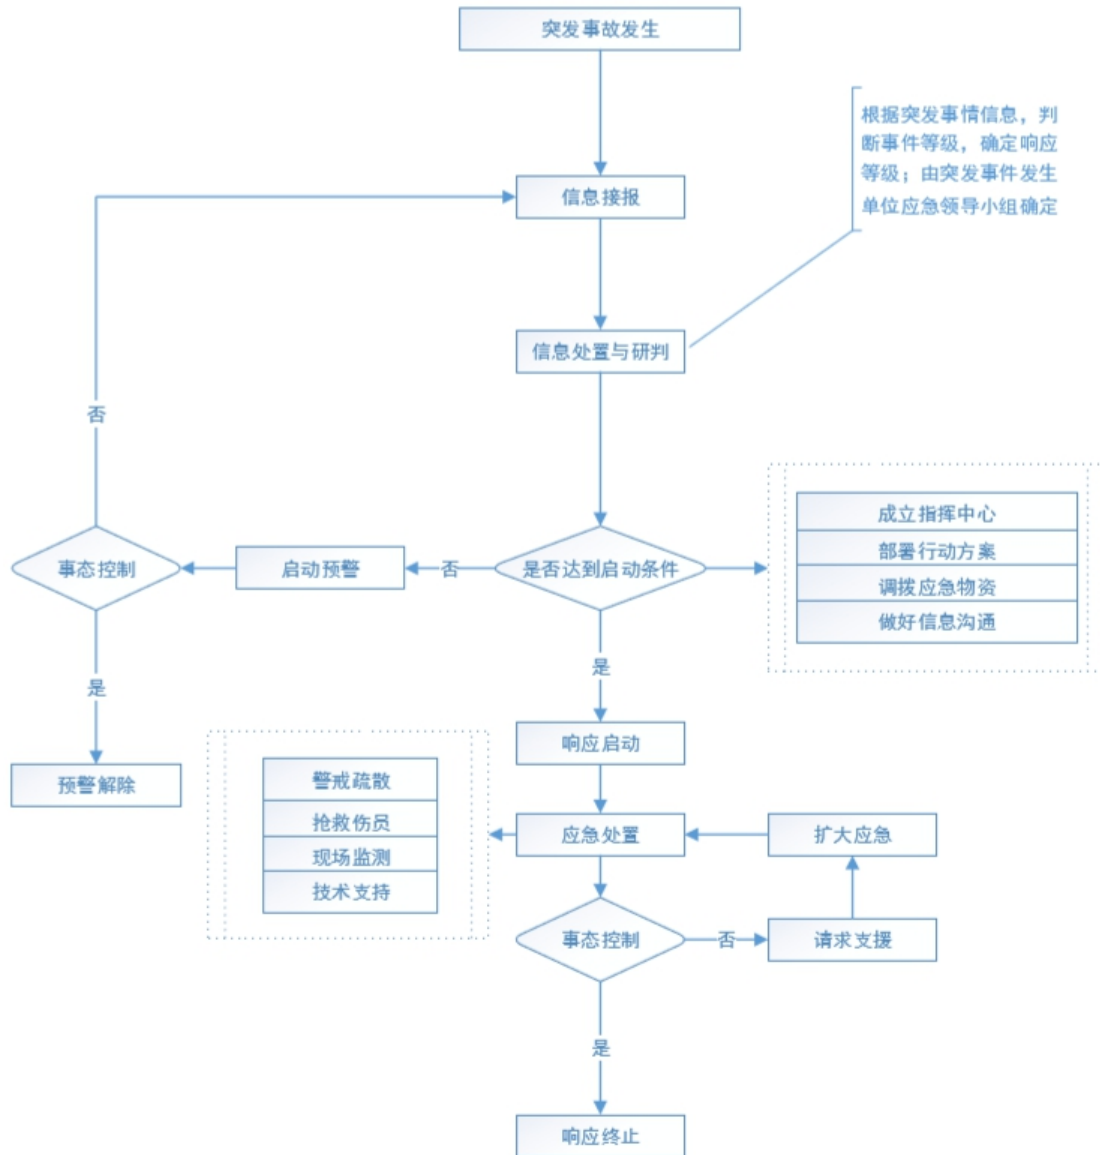 突发事故发生
根据突发事情信息，判
断事件等级，确定响应
等级；由突发事件发生
单位应急领导小组确定
信息接报
信息处置与研判
否
成立指挥中心
部署行动方案
调拨应急物资
做好信息沟通
事态控制
启动预警
否
是否达到启动条件
是
是
响应启动
预警解除
警戒疏散
抢救伤员
现场监测
技术支持
应急处置
扩大应急
事态控制
否
请求支援
是
响应终止